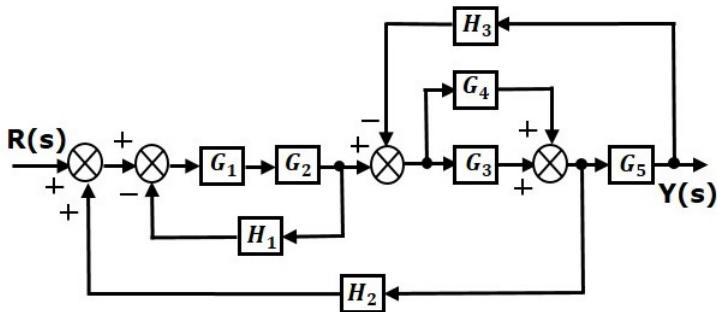 H₃
−
G₄
R(s)
+
+
+
G₁
G₂
+
G₃
G₅
+
−
+
+
Y(s)
H₁
H₂